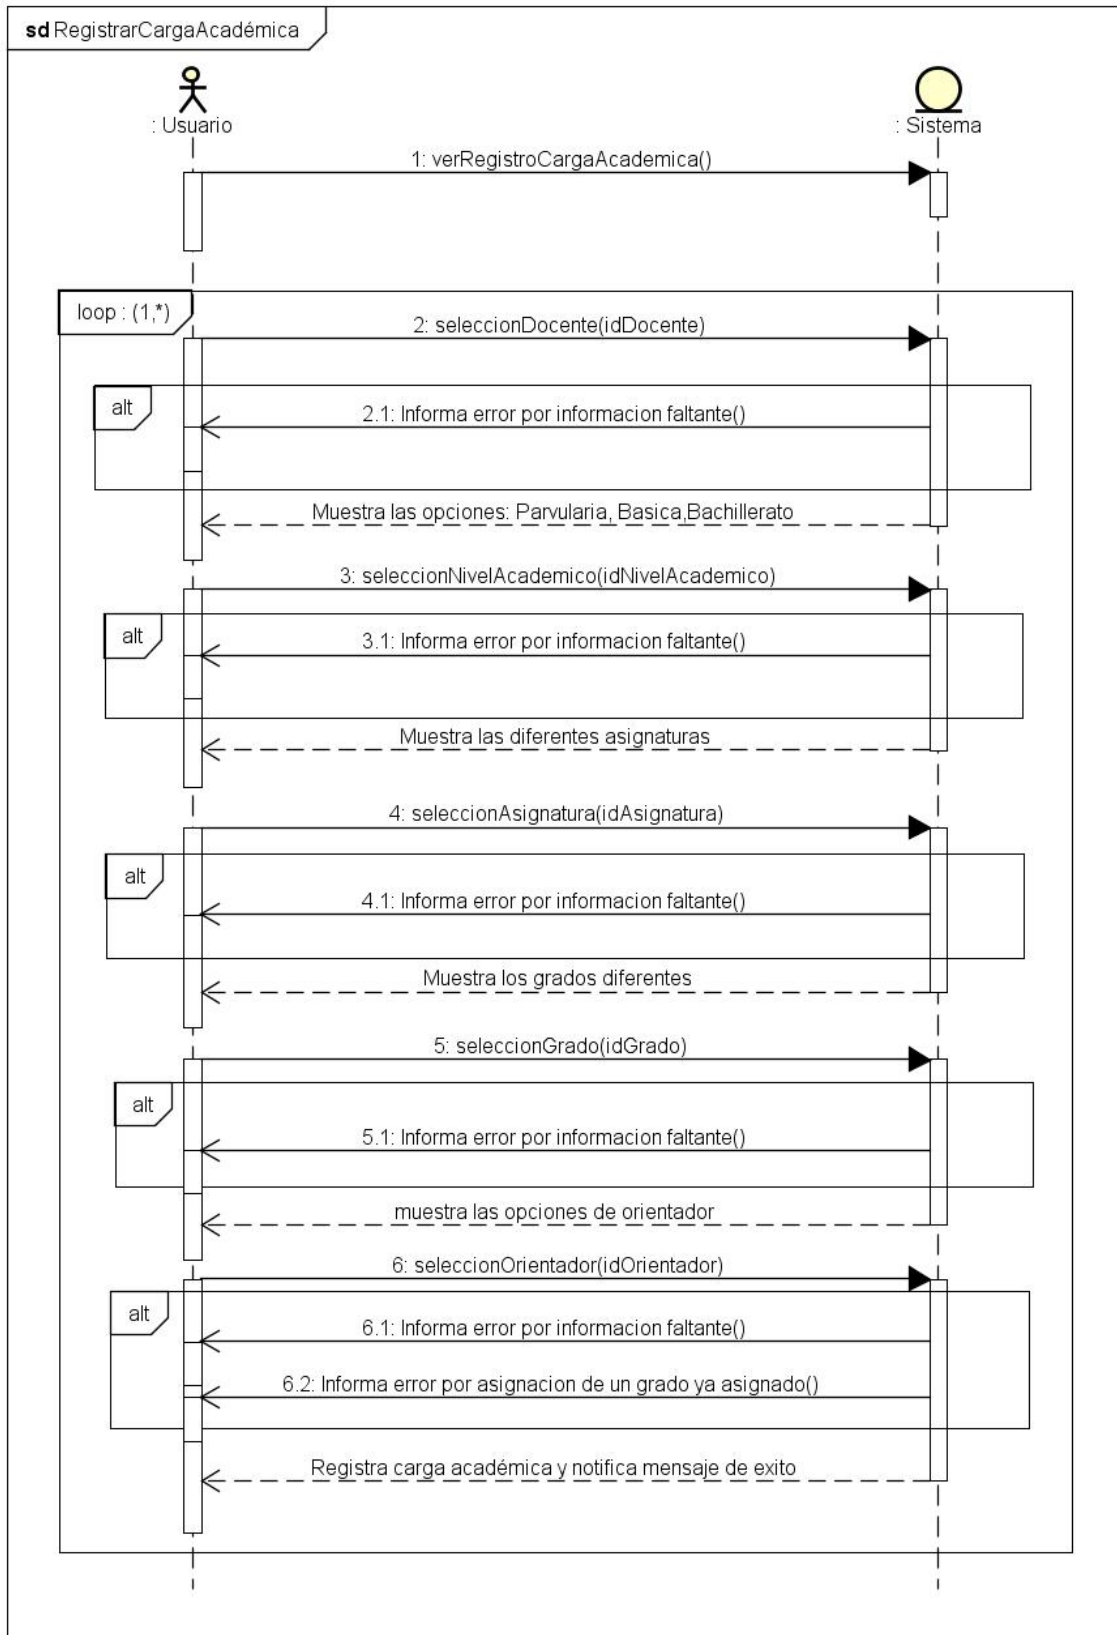 sd RegistrarCargaAcadémica
: Usuario
: Sistema
1: verRegistroCargaAcademica()
loop : (1,*)
2: seleccionDocente(idDocente)
alt
2.1: Informa error por informacion faltante()
Muestra las opciones: Parvularia, Basica,Bachillerato
3: seleccionNivelAcademico(idNivelAcademico)
alt
3.1: Informa error por informacion faltante()
Muestra las diferentes asignaturas
4: seleccionAsignatura(idAsignatura)
alt
4.1: Informa error por informacion faltante()
Muestra los grados diferentes
5: seleccionGrado(idGrado)
alt
5.1: Informa error por informacion faltante()
muestra las opciones de orientador
6: seleccionOrientador(idOrientador)
alt
6.1: Informa error por informacion faltante()
6.2: Informa error por asignacion de un grado ya asignado()
Registra carga académica y notifica mensaje de exito